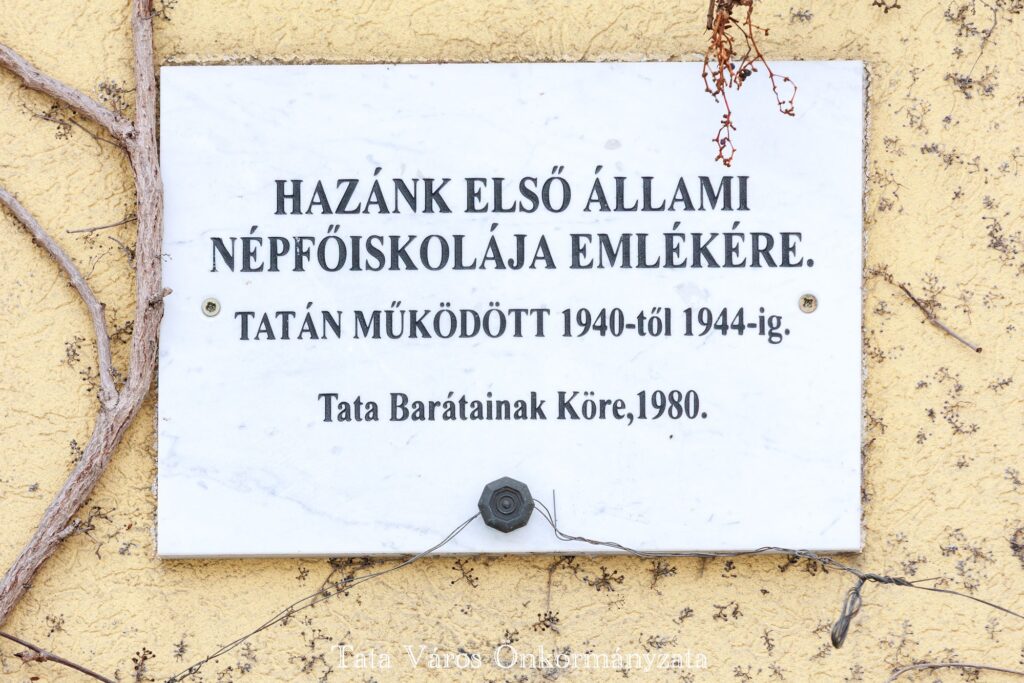 HAZÁNK ELSŐ ÁLLAMI
NÉPFŐISKOLÁJA EMLÉKÉRE.
TATÁN MŰKÖDÖTT 1940-től 1944-ig.
Tata Barátainak Köre,1980.
Tata Város Önkormányzata